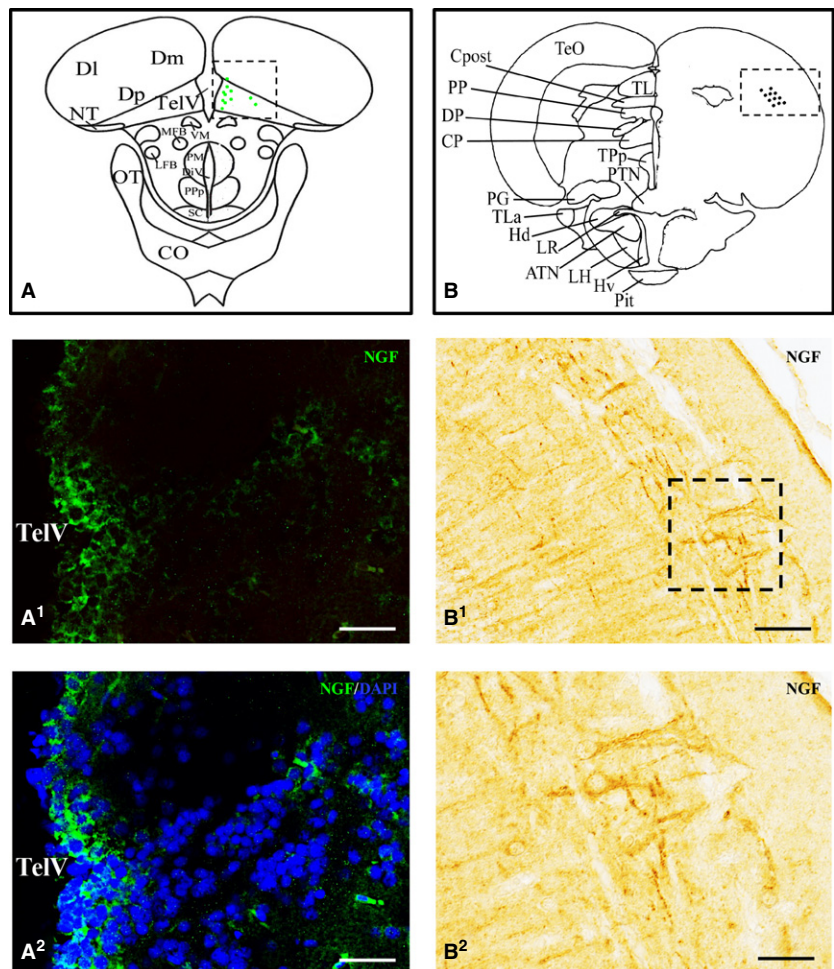 Dl
Dm
Dp
TelV
NT
MFB
VM
LFB
PM
DiV
OT
PPp
SC
CO
A
TeO
Cpost
TL
PP
DP
CP
TPp
PTN
PG
TLa
Hd
LR
ATN
LH
Hv
Pit
B
NGF
TelV
A1
NGF
B1
NGF/DAPI
TelV
A2
NGF
B2